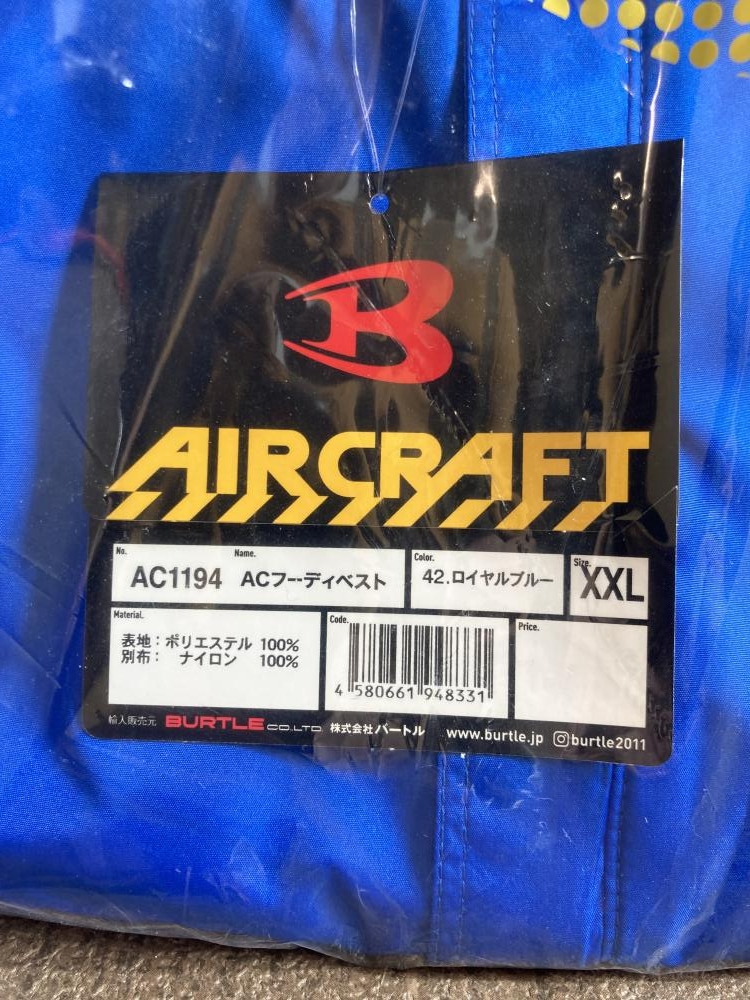 AIRCRAFT
No. Name. Color. Size.
AC1194 ACフーディベスト 42.ロイヤルブルー XXL
Material. Code. Price.
表地:ポリエステル 100%
別布: ナイロン 100%
4 580661 948331
輸入販売元 BURTLE CO.,LTD. 株式会社バートル www.burtle.jp burtle2011